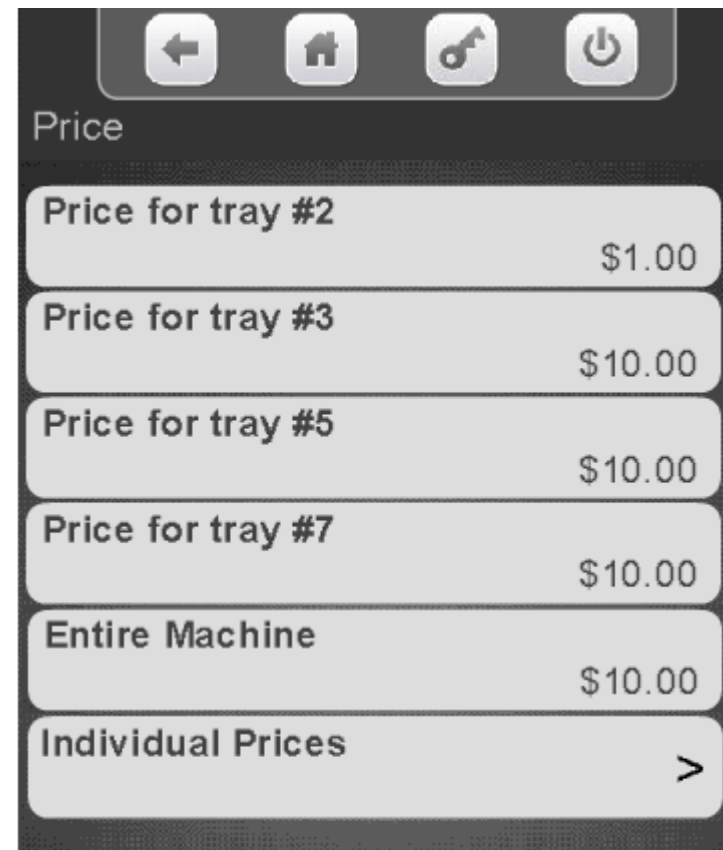 Price
Price for tray #2
$1.00
Price for tray #3
$10.00
Price for tray #5
$10.00
Price for tray #7
$10.00
Entire Machine
$10.00
Individual Prices
>